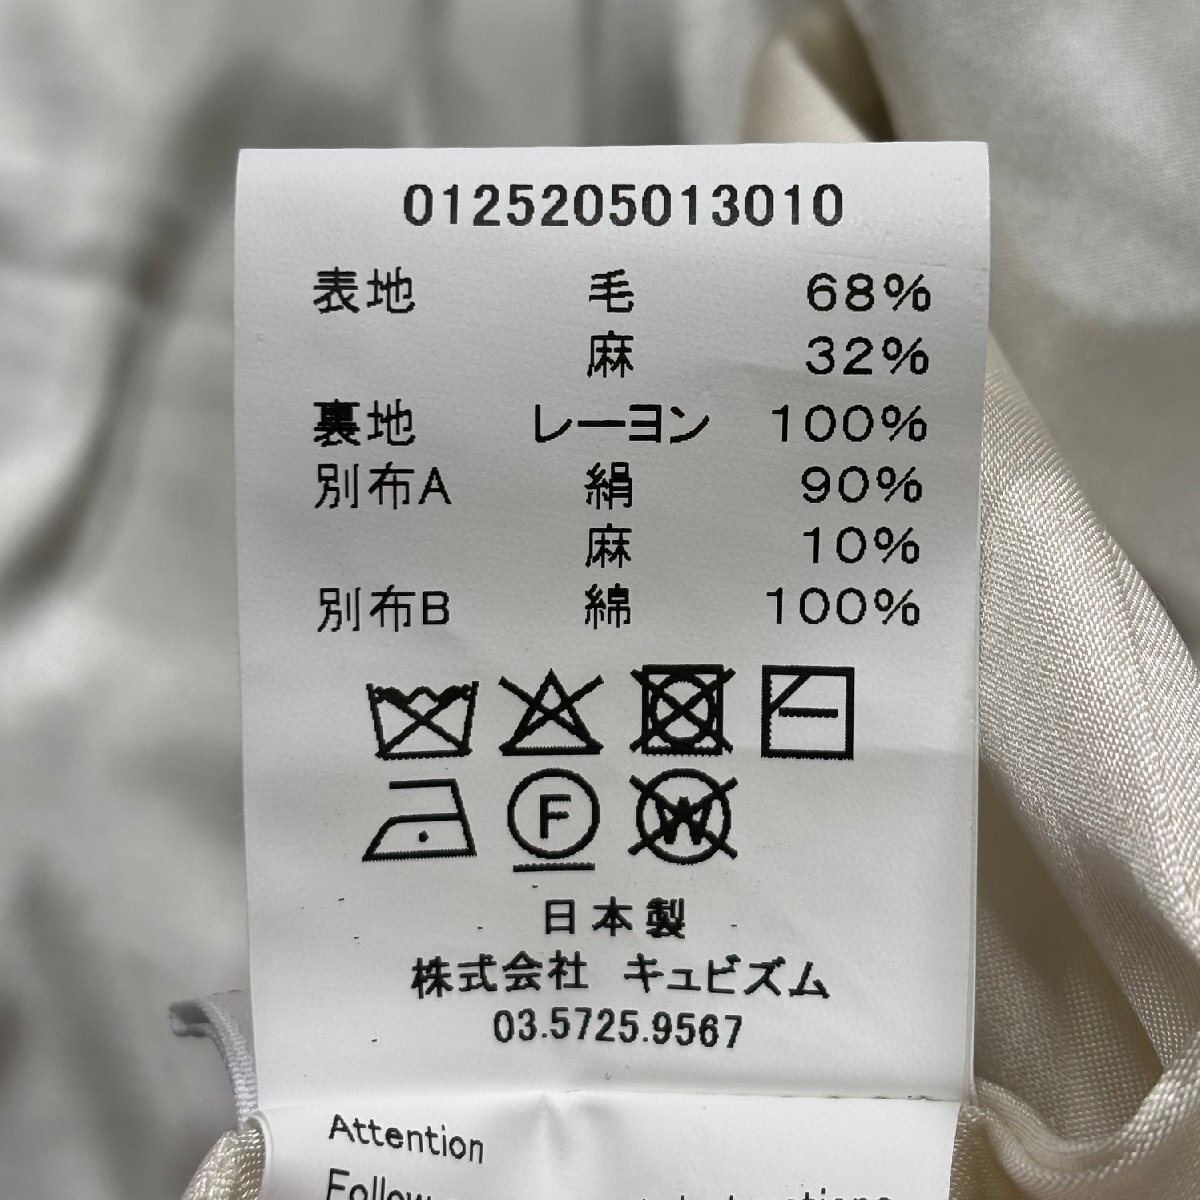 0125205013010
表地 毛 68%
麻 32%
裏地 レーヨン 100%
別布A 絹 90%
麻 10%
別布B 綿 100%
F
W
日本製
株式会社 キュビズム
03.5725.9567
Attention
Follow